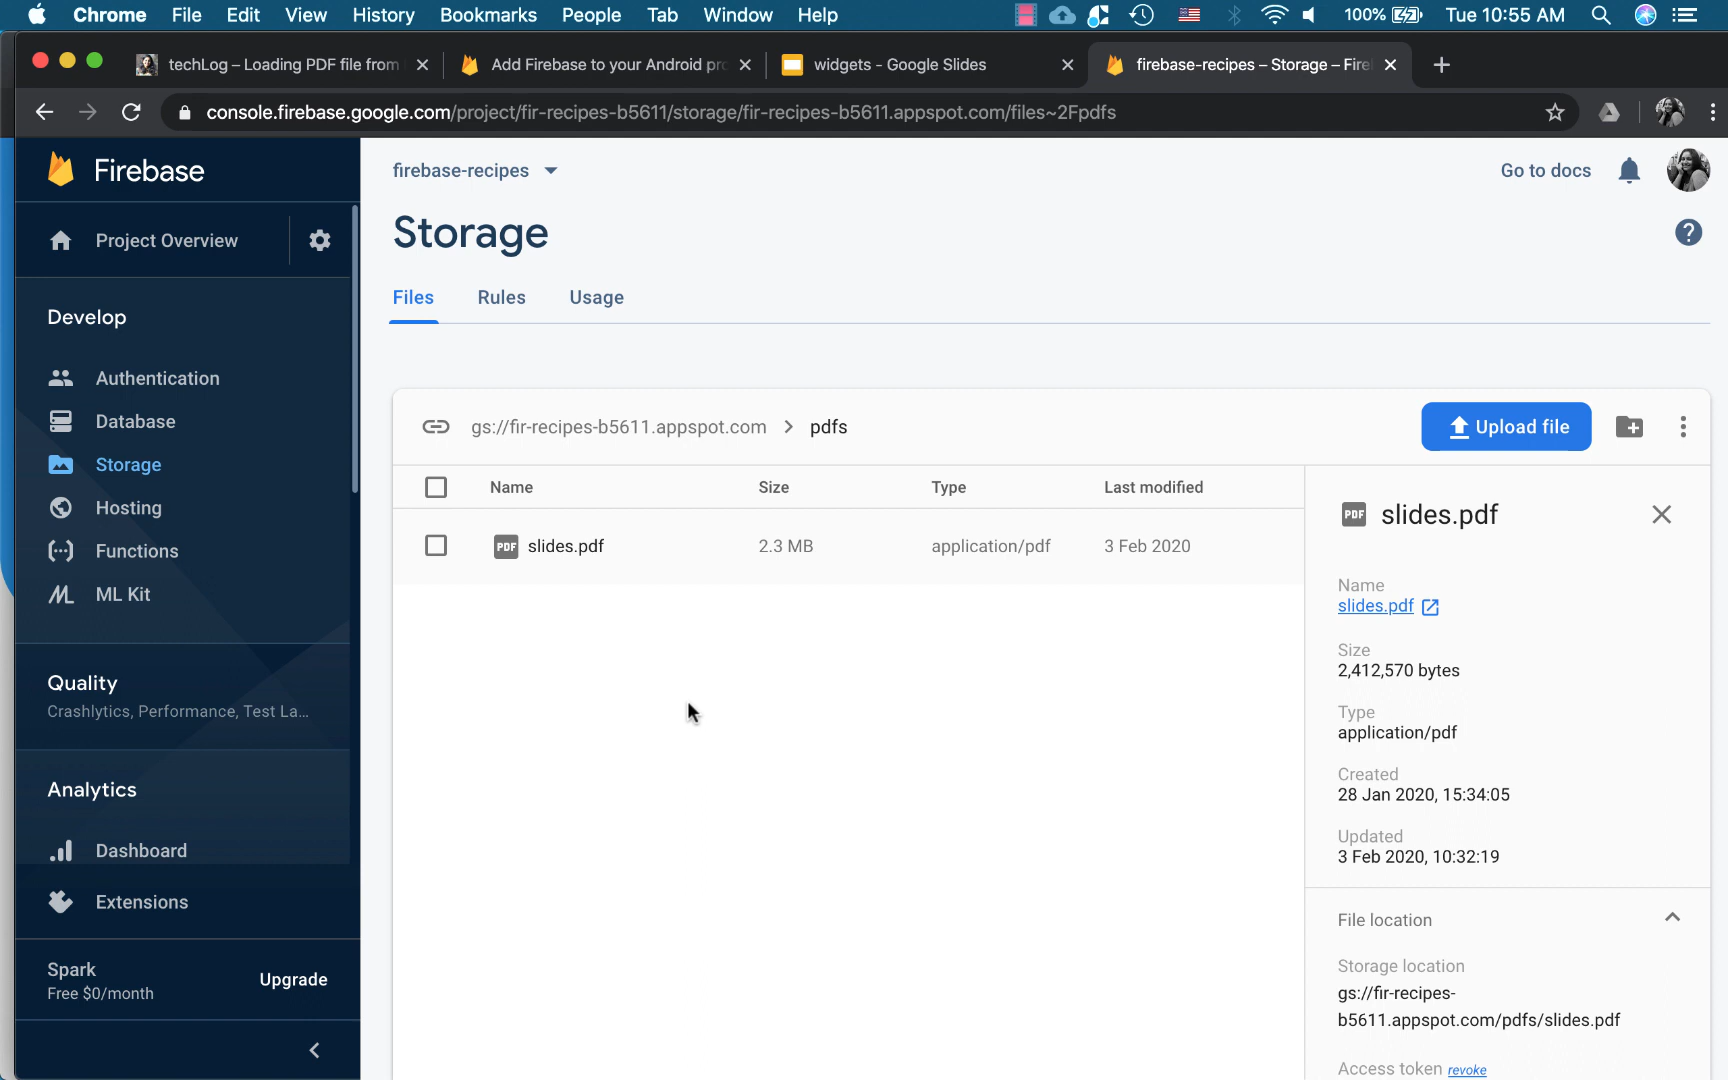 Chrome File Edit View History Bookmarks People Tab Window Help 100% Tue 10:55 AM
techLog – Loading PDF file from
Add Firebase to your Android pro
widgets - Google Slides
firebase-recipes – Storage – Fire
console.firebase.google.com/project/fir-recipes-b5611/storage/fir-recipes-b5611.appspot.com/files~2Fpdfs
Firebase
Project Overview
Develop
Authentication
Database
Storage
Hosting
Functions
ML Kit
Quality
Crashlytics, Performance, Test La...
Analytics
Dashboard
Extensions
Spark
Free $0/month
Upgrade
firebase-recipes
Go to docs
Storage
Files Rules Usage
gs://fir-recipes-b5611.appspot.com > pdfs
Upload file
Name Size Type Last modified
PDF slides.pdf 2.3 MB application/pdf 3 Feb 2020
PDF slides.pdf
Name
slides.pdf
Size
2,412,570 bytes
Type
application/pdf
Created
28 Jan 2020, 15:34:05
Updated
3 Feb 2020, 10:32:19
File location
Storage location
gs://fir-recipes-
b5611.appspot.com/pdfs/slides.pdf
Access token revoke